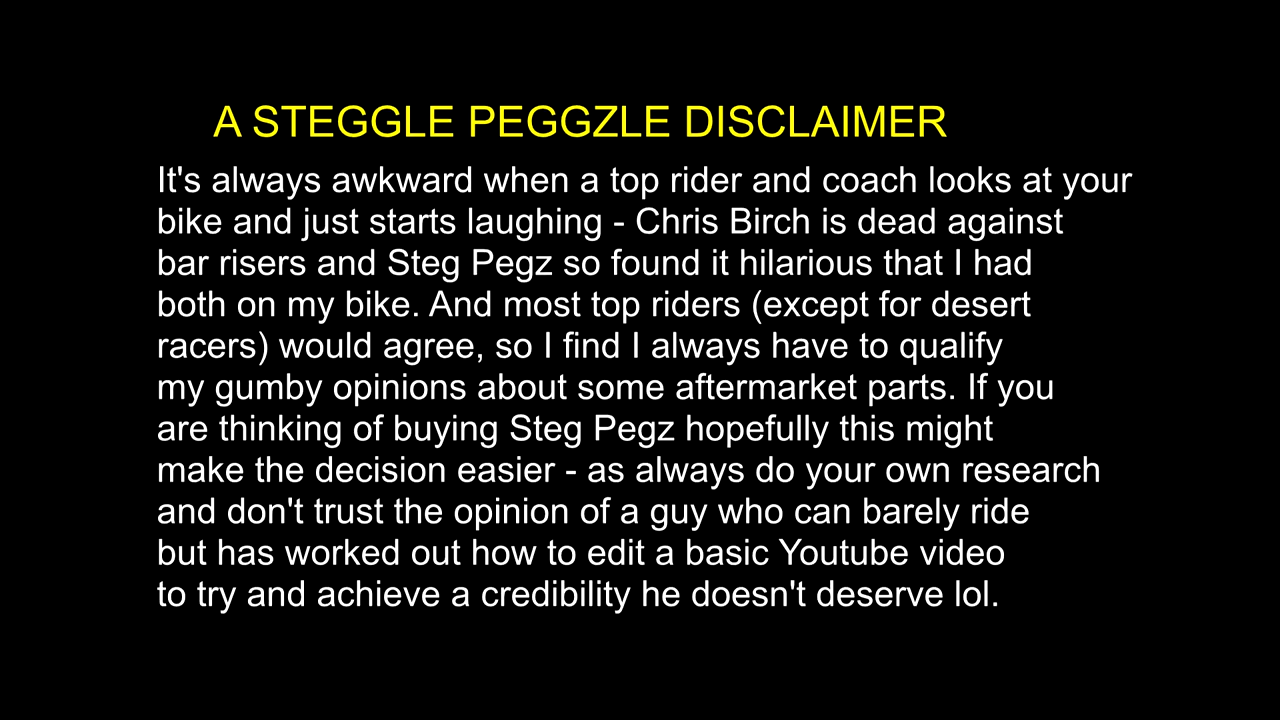 A STEGGLE PEGGZLE DISCLAIMER
It's always awkward when a top rider and coach looks at your
bike and just starts laughing - Chris Birch is dead against
bar risers and Steg Pegz so found it hilarious that I had
both on my bike. And most top riders (except for desert
racers) would agree, so I find I always have to qualify
my gumby opinions about some aftermarket parts. If you
are thinking of buying Steg Pegz hopefully this might
make the decision easier - as always do your own research
and don't trust the opinion of a guy who can barely ride
but has worked out how to edit a basic Youtube video
to try and achieve a credibility he doesn't deserve lol.